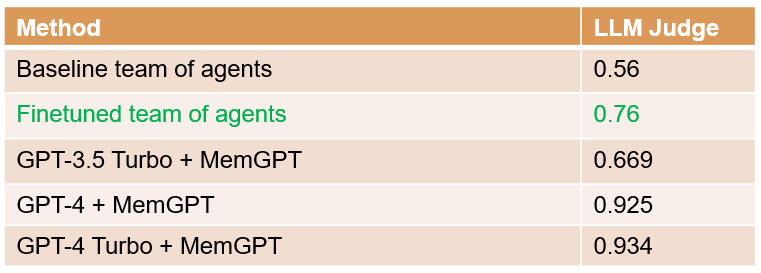 Method LLM Judge
Baseline team of agents 0.56
Finetuned team of agents 0.76
GPT-3.5 Turbo + MemGPT 0.669
GPT-4 + MemGPT 0.925
GPT-4 Turbo + MemGPT 0.934